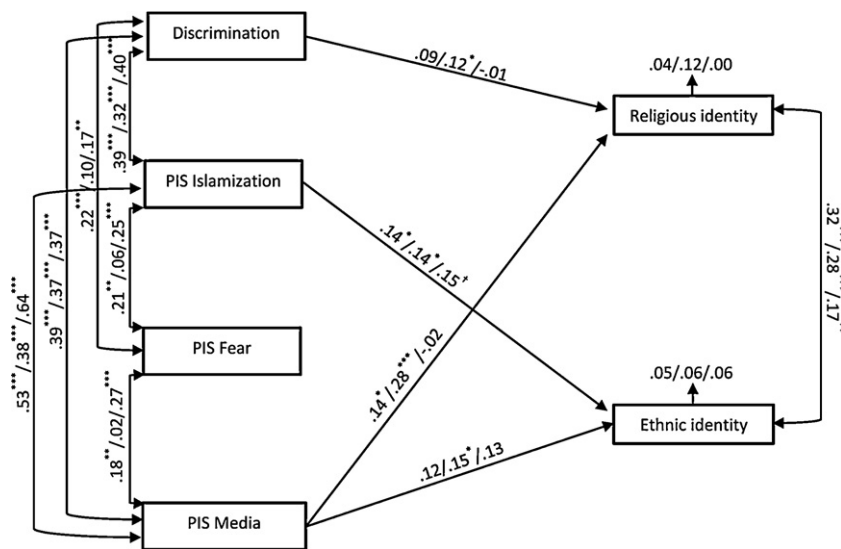 Discrimination
.09/.12*/-.01
.04/.12/.00
Religious identity
.39***/.32***/.40***
.22***/.10/.17**
PIS Islamization
.14*/.14*/.15†
.21**/.06/.25***
.39***/.37***/.37***
.53***/.38***/.64***
PIS Fear
.14*/.28***/-.02
.18**/.02/.27***
.12/.15*/.13
PIS Media
.05/.06/.06
Ethnic identity